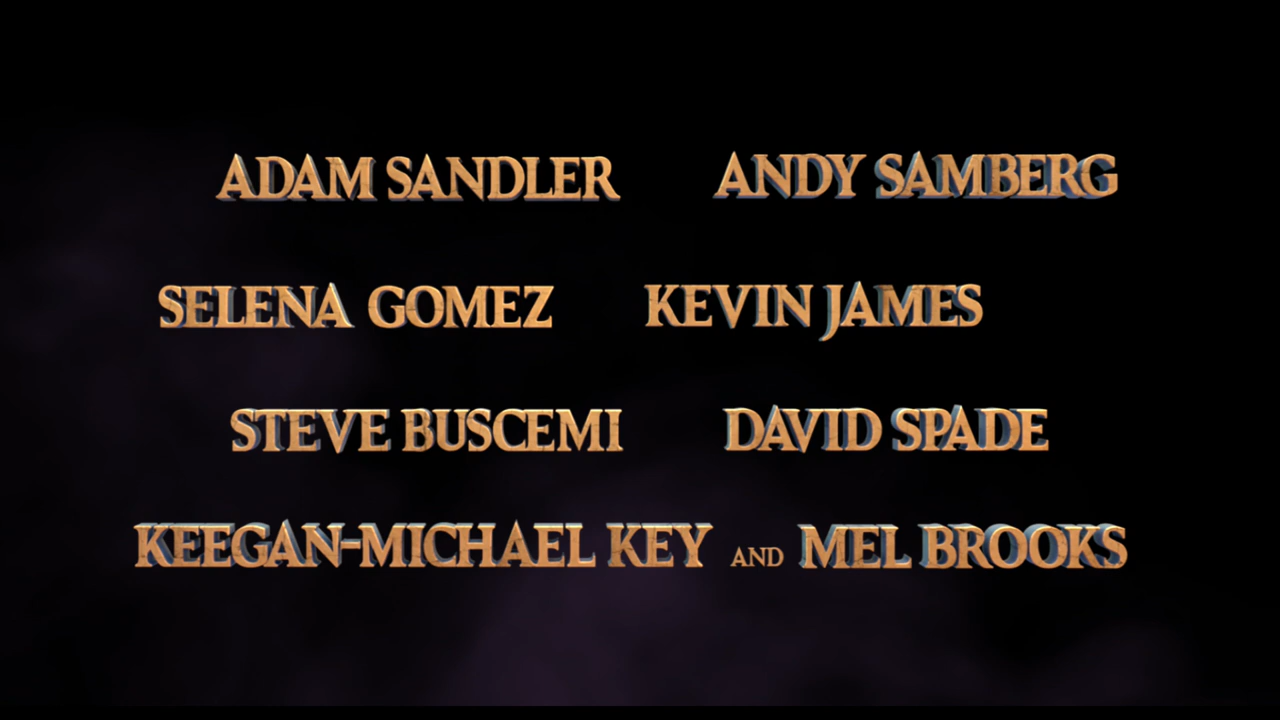 ADAM SANDLER ANDY SAMBERG
SELENA GOMEZ KEVIN JAMES
STEVE BUSCEMI DAVID SPADE
KEEGAN-MICHAEL KEY AND MEL BROOKS